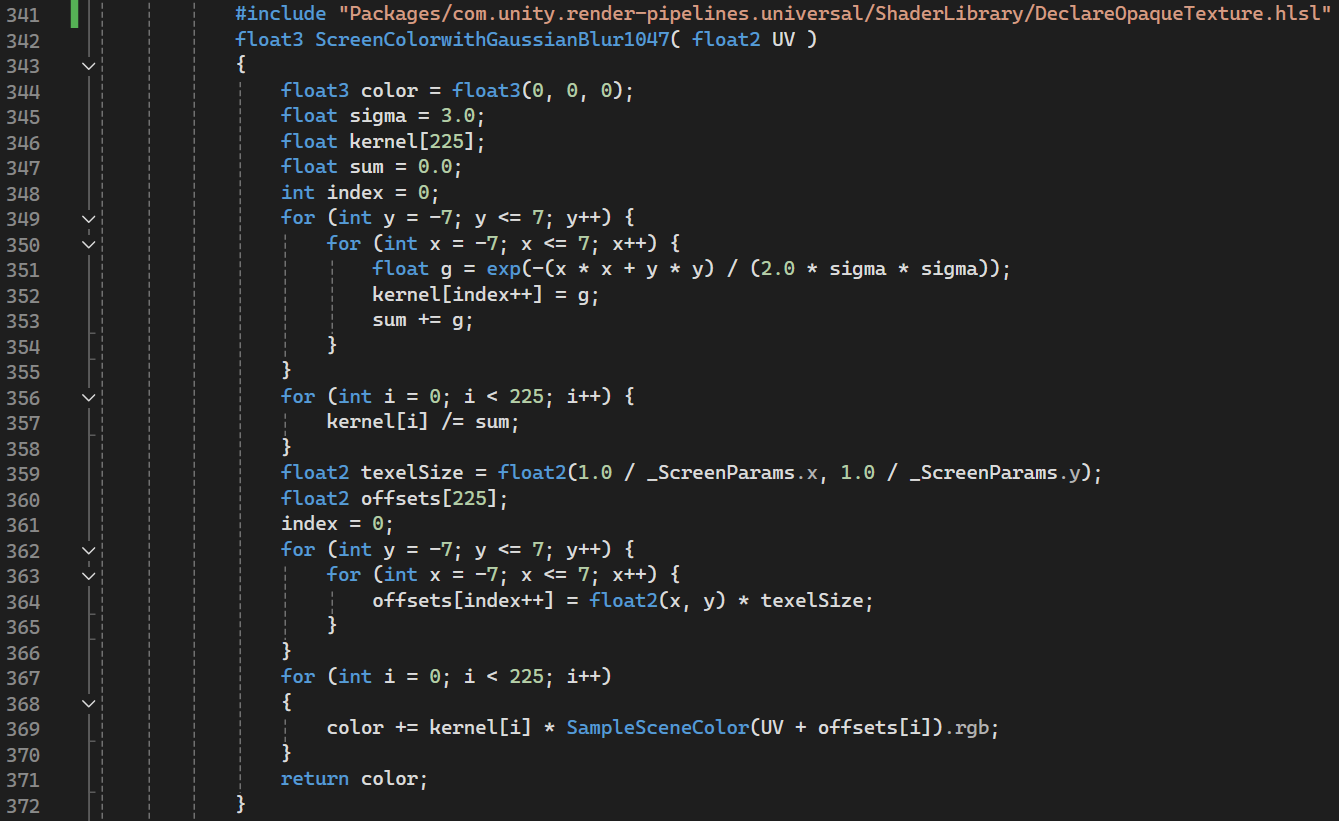 341 #include "Packages/com.unity.render-pipelines.universal/ShaderLibrary/DeclareOpaqueTexture.hlsl"
342 float3 ScreenColorwithGaussianBlur1047( float2 UV )
343 {
344 float3 color = float3(0, 0, 0);
345 float sigma = 3.0;
346 float kernel[225];
347 float sum = 0.0;
348 int index = 0;
349 for (int y = -7; y <= 7; y++) {
350 for (int x = -7; x <= 7; x++) {
351 float g = exp(-(x * x + y * y) / (2.0 * sigma * sigma));
352 kernel[index++] = g;
353 sum += g;
354 }
355 }
356 for (int i = 0; i < 225; i++) {
357 kernel[i] /= sum;
358 }
359 float2 texelSize = float2(1.0 / _ScreenParams.x, 1.0 / _ScreenParams.y);
360 float2 offsets[225];
361 index = 0;
362 for (int y = -7; y <= 7; y++) {
363 for (int x = -7; x <= 7; x++) {
364 offsets[index++] = float2(x, y) * texelSize;
365 }
366 }
367 for (int i = 0; i < 225; i++)
368 {
369 color += kernel[i] * SampleSceneColor(UV + offsets[i]).rgb;
370 }
371 return color;
372 }